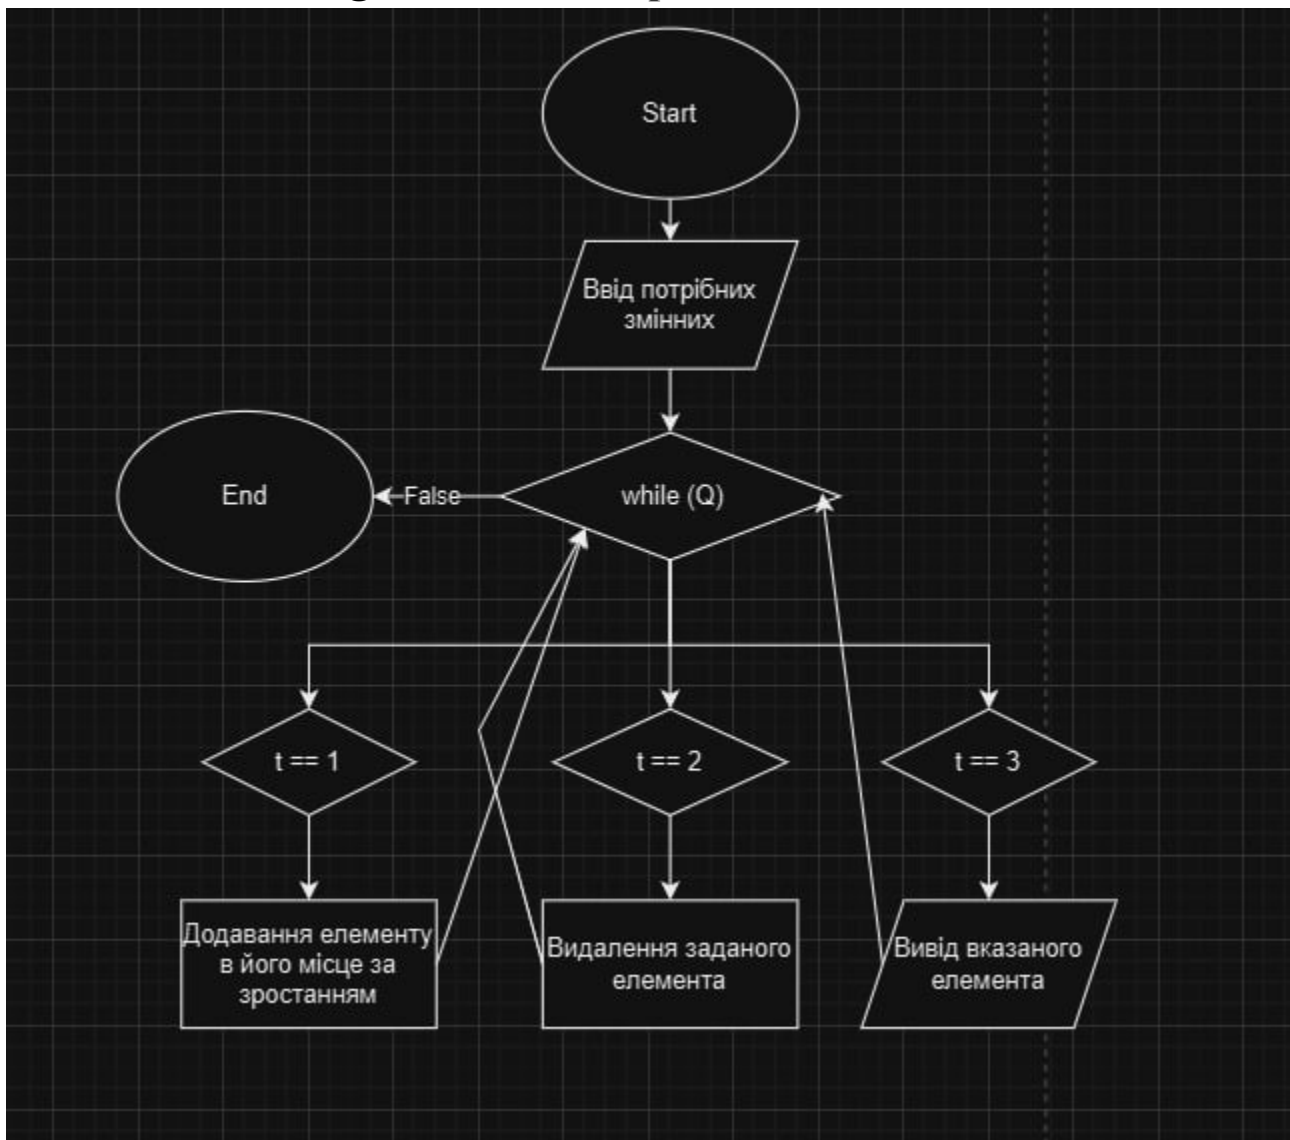 Start
Ввід потрібних
змінних
End
False
while (Q)
t == 1
t == 2
t == 3
Додавання елементу
в його місце за
зростанням
Видалення заданого
елемента
Вивід вказаного
елемента